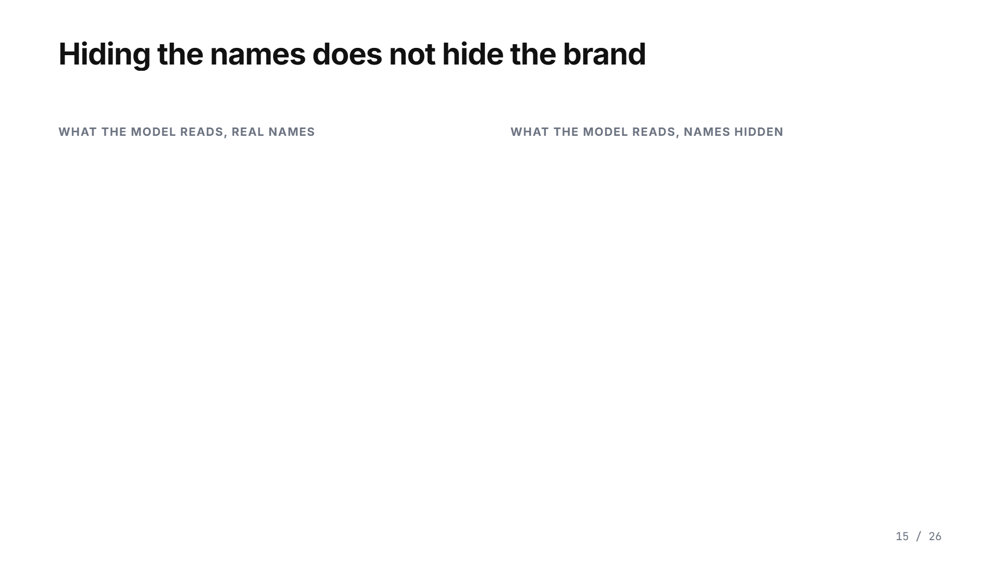 Hiding the names does not hide the brand
WHAT THE MODEL READS, REAL NAMES
WHAT THE MODEL READS, NAMES HIDDEN
15 / 26